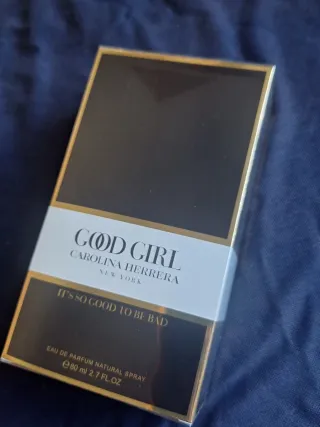 GOOD GIRL
CAROLINA HERRERA
NEW YORK
IT'S SO GOOD TO BE BAD
EAU DE PARFUM NATURAL SPRAY
℮80 ml 2.7 FL.OZ